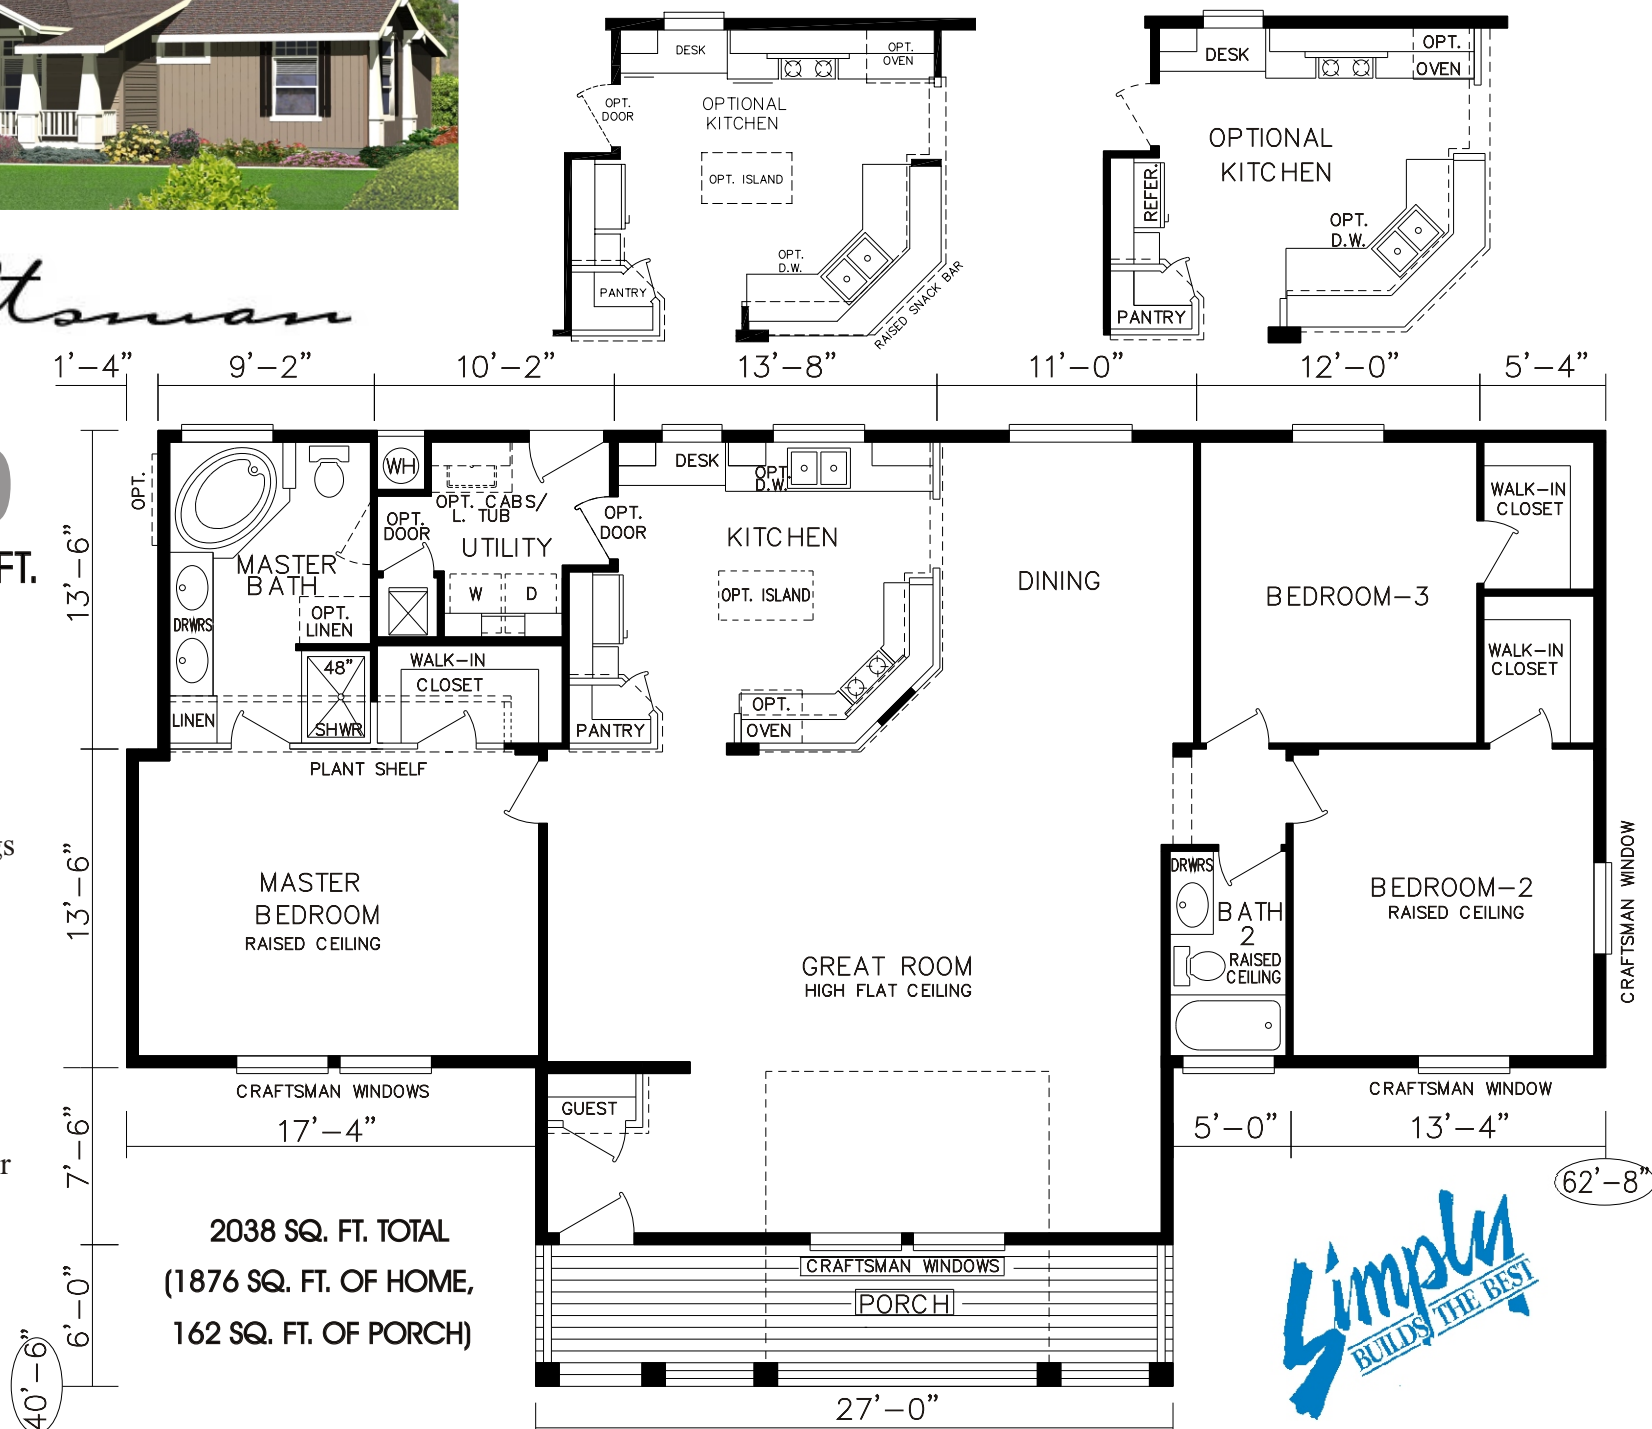 DESK
OPT.
OVEN
OPT.
DOOR
OPTIONAL
KITCHEN
OPT. ISLAND
OPT.
D.W.
PANTRY
RAISED SNACK BAR
DESK
OPT.
OVEN
OPTIONAL
KITCHEN
REFER.
OPT.
D.W.
PANTRY
tsman
1'-4"
9'-2"
10'-2"
13'-8"
11'-0"
12'-0"
5'-4"
FT.
OPT.
13'-6"
WH
OPT. CABS/
L. TUB
OPT.
DOOR
UTILITY
OPT.
DOOR
W
D
MASTER
BATH
DRWRS
OPT.
LINEN
48"
SHWR
LINEN
WALK-IN
CLOSET
PLANT SHELF
DESK
OPT.
D.W.
KITCHEN
OPT. ISLAND
OPT.
OVEN
PANTRY
DINING
BEDROOM-3
WALK-IN
CLOSET
WALK-IN
CLOSET
gs
13'-6"
MASTER
BEDROOM
RAISED CEILING
GREAT ROOM
HIGH FLAT CEILING
DRWRS
BATH
2
RAISED
CEILING
BEDROOM-2
RAISED CEILING
CRAFTSMAN WINDOW
CRAFTSMAN WINDOWS
CRAFTSMAN WINDOW
GUEST
17'-4"
5'-0"
13'-4"
7'-6"
r
62'-8"
2038 SQ. FT. TOTAL
(1876 SQ. FT. OF HOME,
162 SQ. FT. OF PORCH)
6'-0"
40'-6"
CRAFTSMAN WINDOWS
PORCH
27'-0"
Simply
BUILDS THE BEST